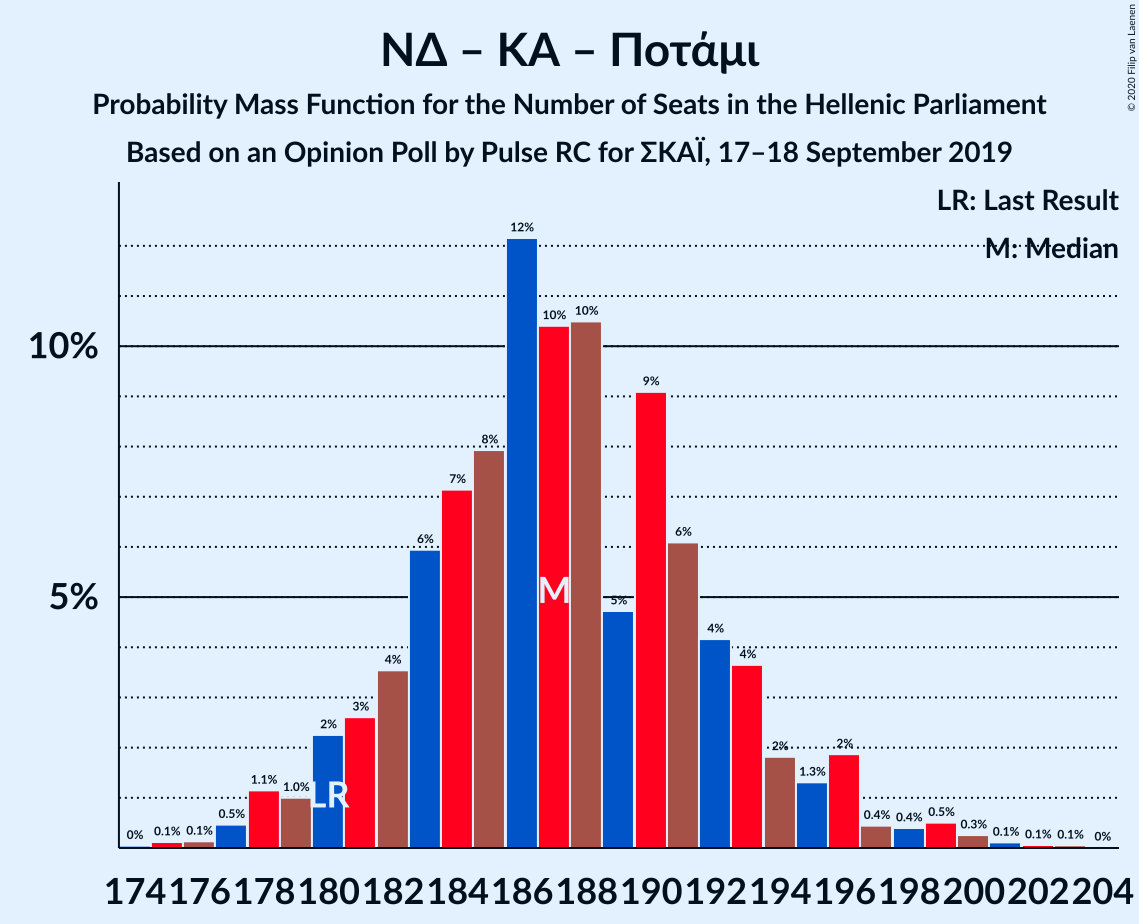 ΝΔ – ΚΑ – Ποτάμι
Probability Mass Function for the Number of Seats in the Hellenic Parliament
Based on an Opinion Poll by Pulse RC for ΣΚΑΪ, 17–18 September 2019
© 2020 Filip van Laenen
LR: Last Result
M: Median
10%
5%
0% 0.1% 0.1% 0.5% 1.1% 1.0% 2% 3% 4% 6% 7% 8% 12% 10% 10% 5% 9% 6% 4% 4% 2% 1.3% 2% 0.4% 0.4% 0.5% 0.3% 0.1% 0.1% 0.1% 0%
M
LR
174 176 178 180 182 184 186 188 190 192 194 196 198 200 202 204